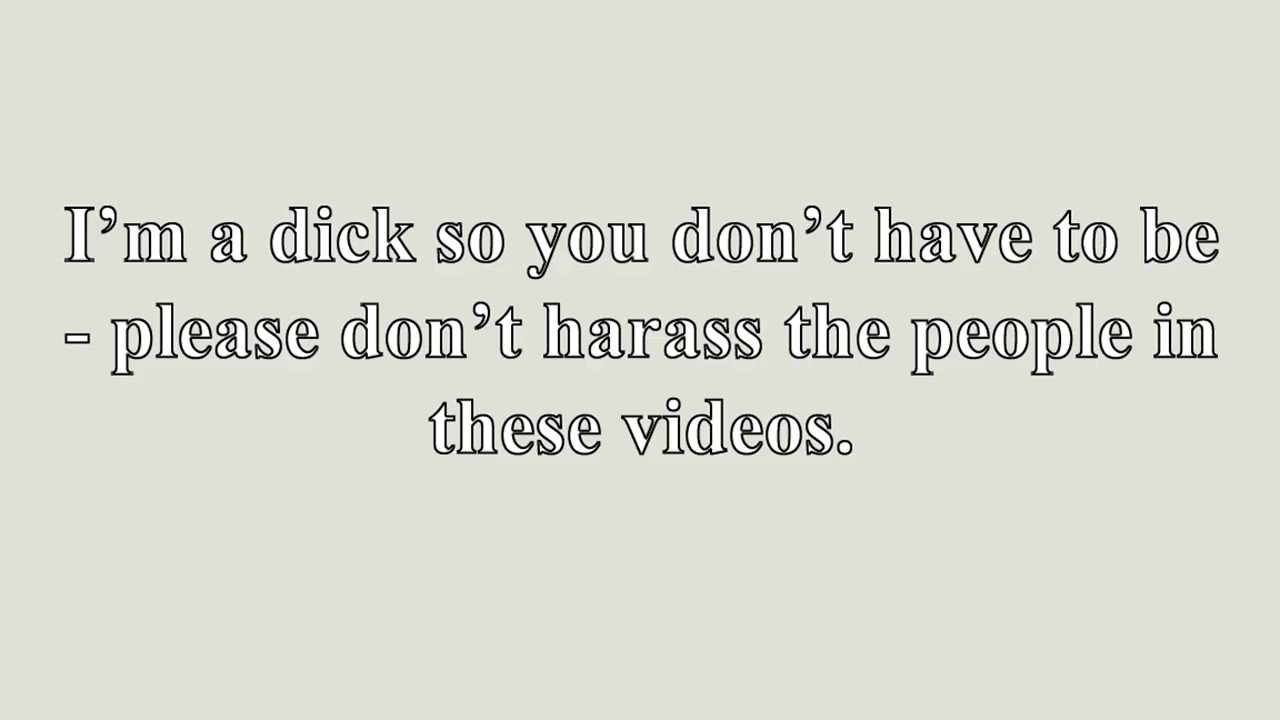 I’m a dick so you don’t have to be
- please don’t harass the people in
these videos.